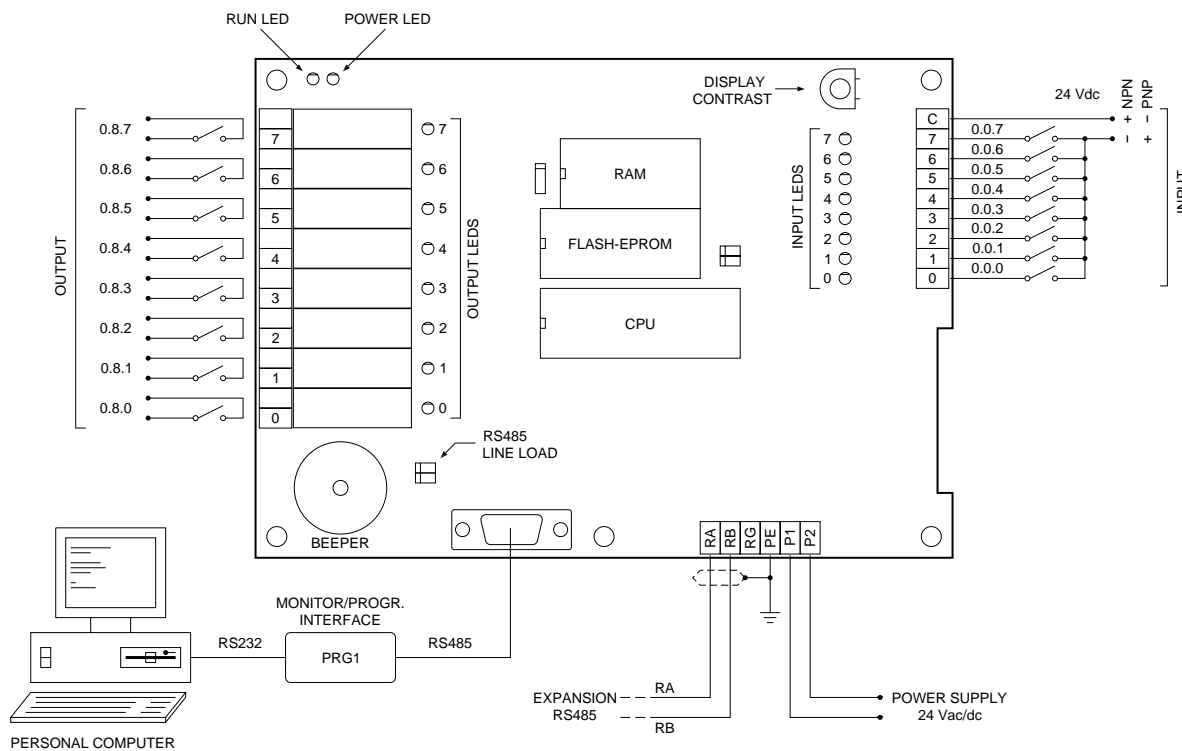 RUN LED
POWER LED
DISPLAY
CONTRAST
24 Vdc
+ NPN
− PNP
−
+
OUTPUT
0.8.7
0.8.6
0.8.5
0.8.4
0.8.3
0.8.2
0.8.1
0.8.0
7
6
5
4
3
2
1
0
7
6
5
4
3
2
1
0
OUTPUT LEDS
RAM
FLASH-EPROM
CPU
INPUT LEDS
7
6
5
4
3
2
1
0
C
7
6
5
4
3
2
1
0
0.0.7
0.0.6
0.0.5
0.0.4
0.0.3
0.0.2
0.0.1
0.0.0
INPUT
RS485
LINE LOAD
BEEPER
RA
RB
RG
PE
P1
P2
MONITOR/PROGR.
INTERFACE
RS232
PRG1
RS485
EXPANSION
RS485
RA
RB
POWER SUPPLY
24 Vac/dc
PERSONAL COMPUTER